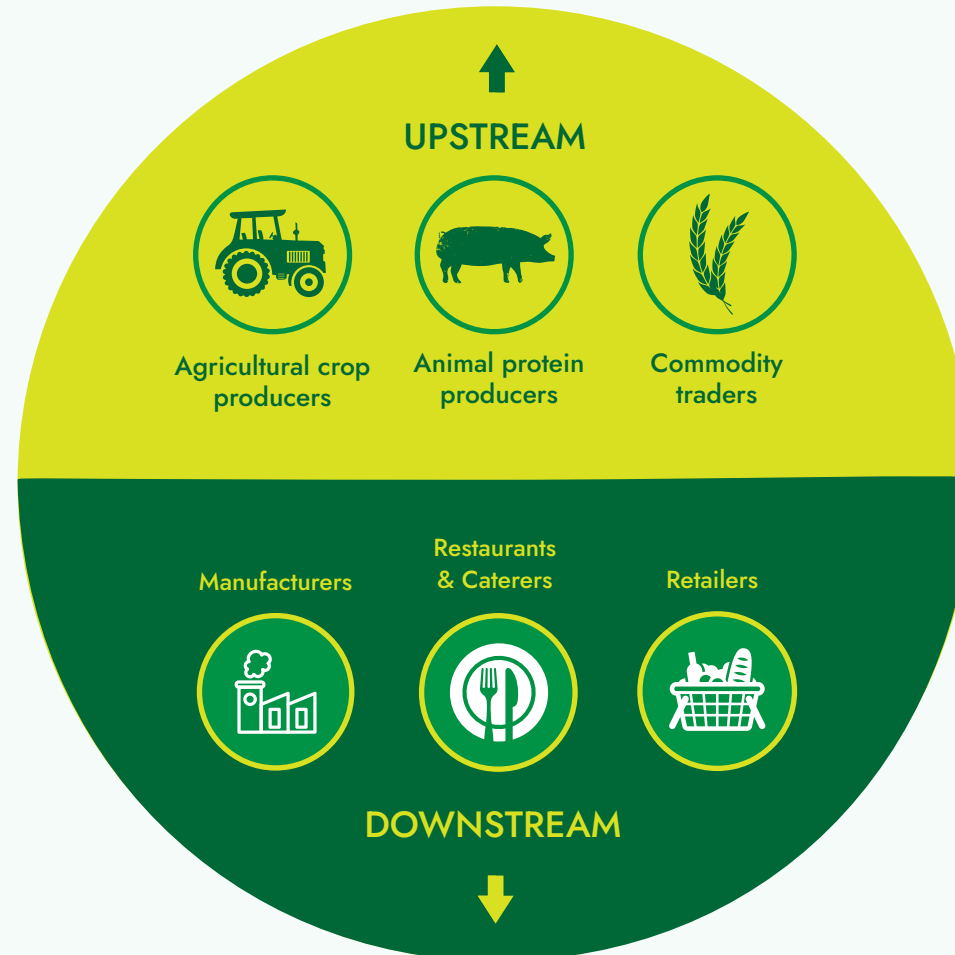 UPSTREAM
Agricultural crop
producers
Animal protein
producers
Commodity
traders
Manufacturers
Restaurants
& Caterers
Retailers
DOWNSTREAM